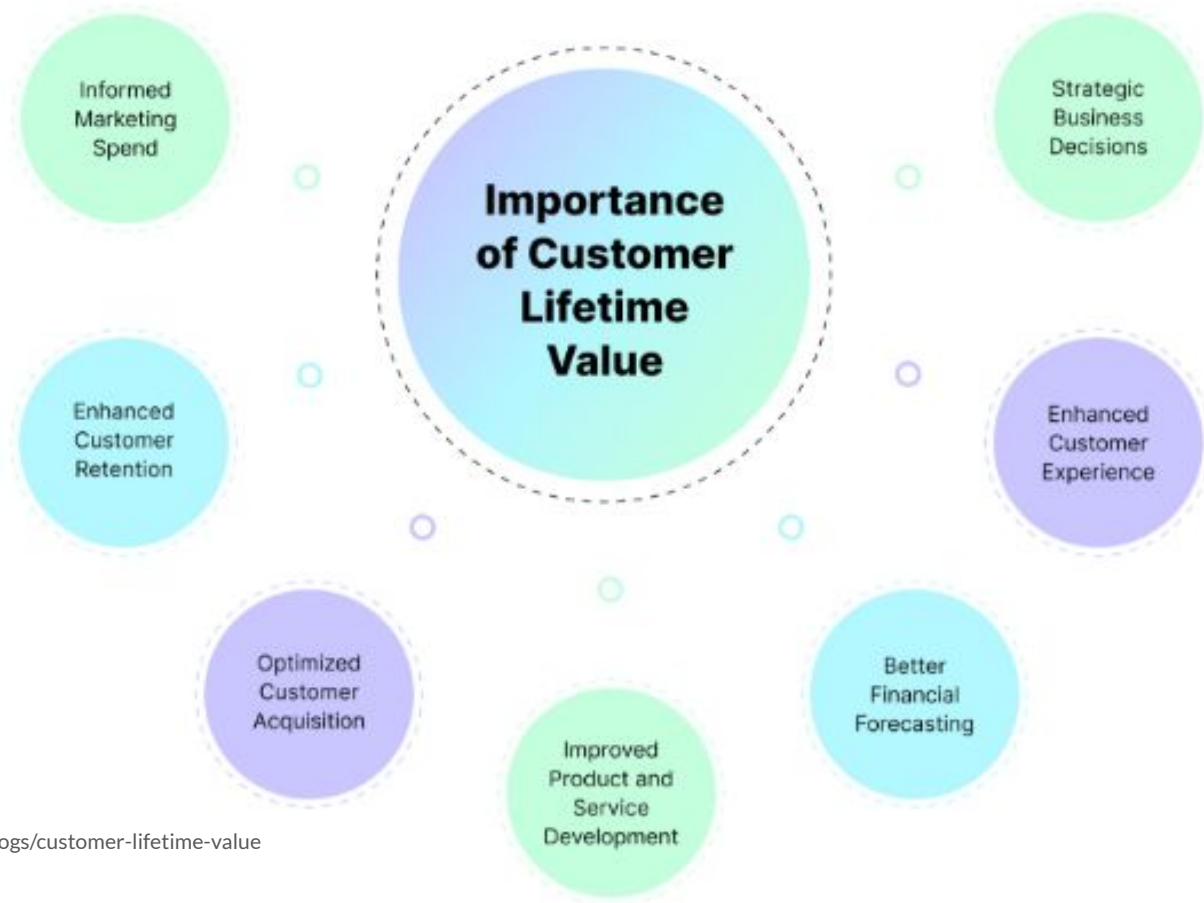 Importance
of Customer
Lifetime
Value
Informed
Marketing
Spend
Strategic
Business
Decisions
Enhanced
Customer
Retention
Enhanced
Customer
Experience
Optimized
Customer
Acquisition
Better
Financial
Forecasting
Improved
Product and
Service
Development
ogs/customer-lifetime-value